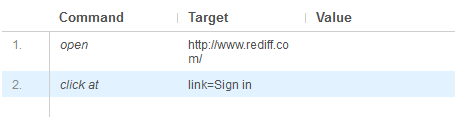 Command Target Value
1. open http://www.rediff.co
m/
2. click at link=Sign in